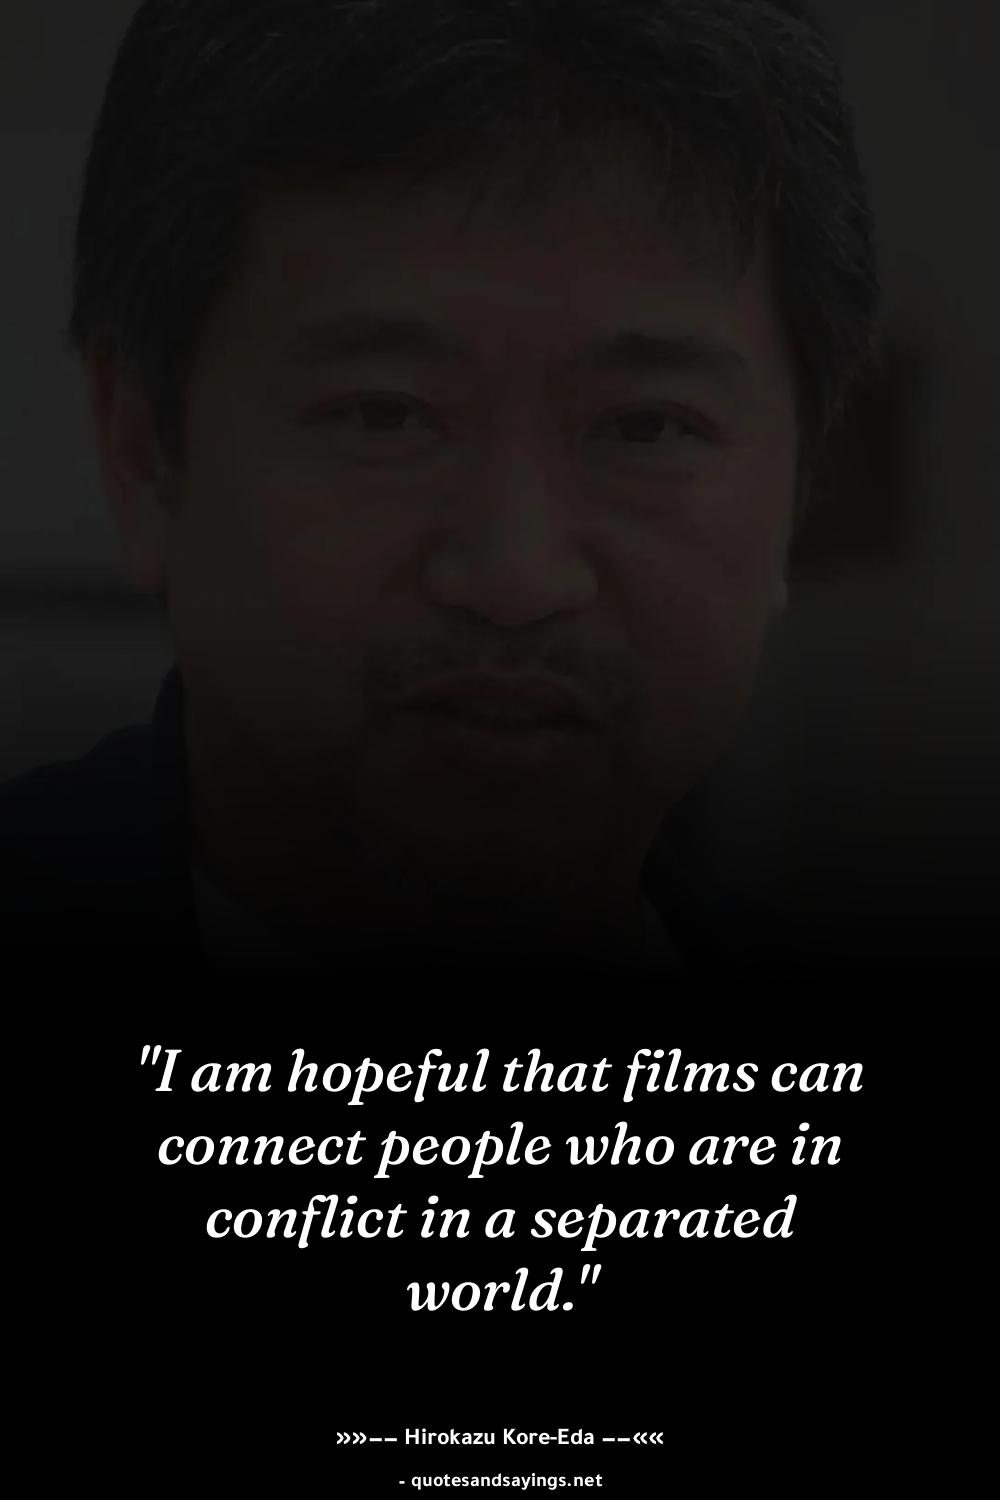 "I am hopeful that films can
connect people who are in
conflict in a separated
world."
»»−− Hirokazu Kore-Eda −−««
- quotesandsayings.net